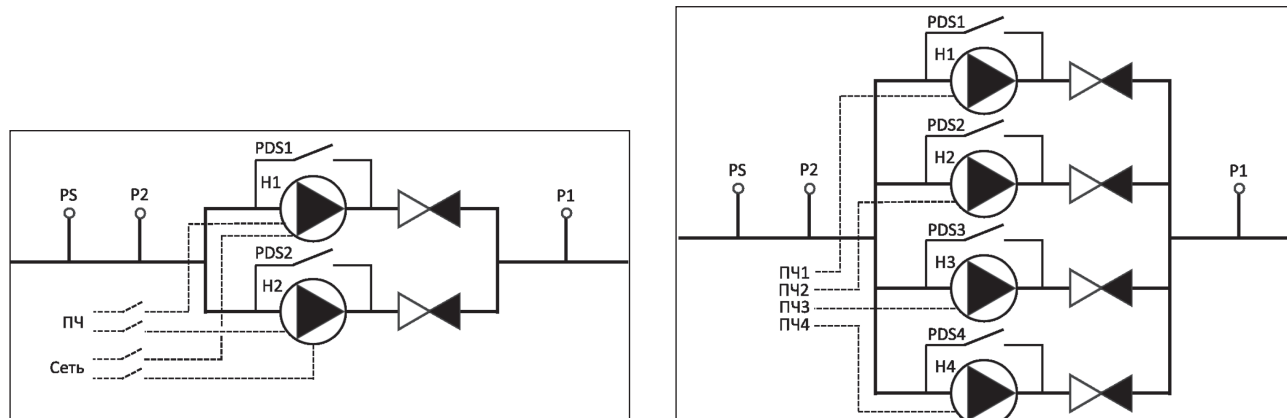 PDS1
H1
PS
P2
P1
PDS2
H2
ПЧ
Сеть
PDS1
H1
PDS2
H2
PS
P2
P1
PDS3
H3
ПЧ1
ПЧ2
ПЧ3
ПЧ4
PDS4
H4